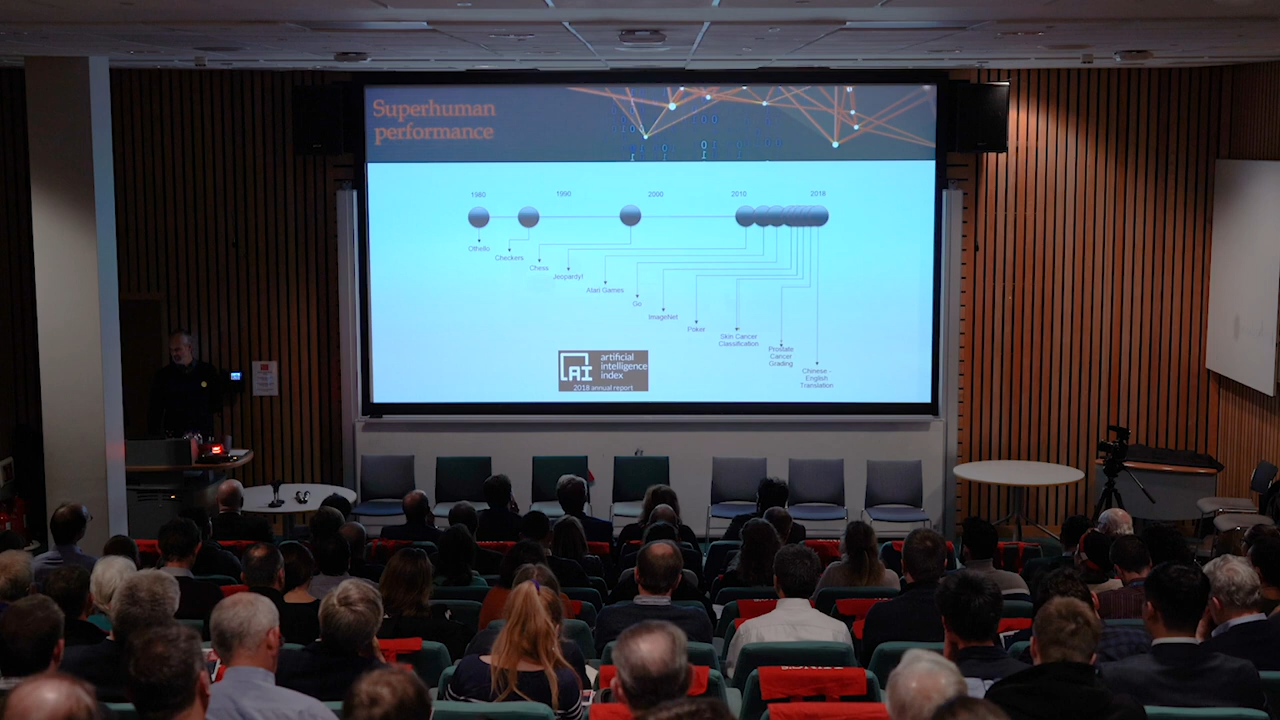 Superhuman
performance
1980
1990
2000
2010
2018
Othello
Checkers
Chess
Jeopardy!
Atari Games
Go
ImageNet
Poker
Skin Cancer
Classification
Prostate
Cancer
Grading
Chinese -
English
Translation
AI
artificial
intelligence
index
2018 annual report